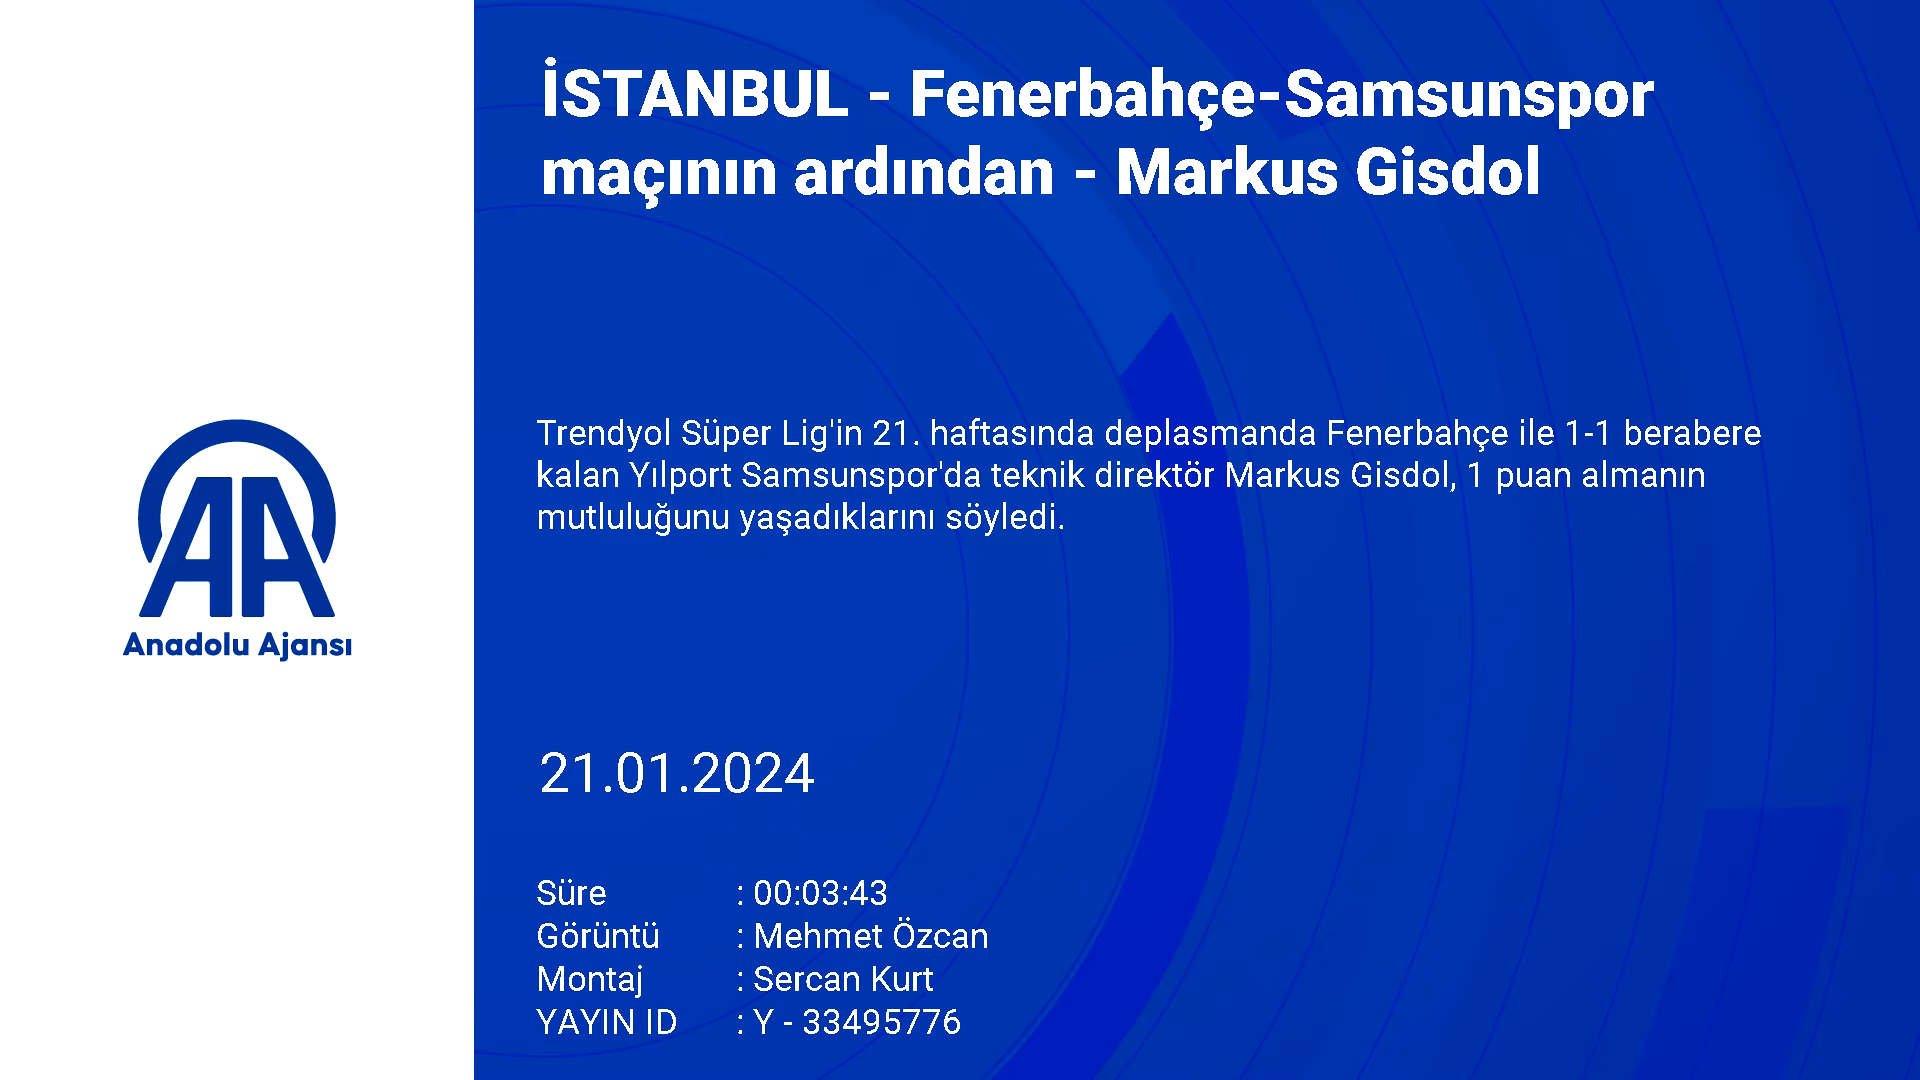 İSTANBUL - Fenerbahçe-Samsunspor
maçının ardından - Markus Gisdol
Trendyol Süper Lig'in 21. haftasında deplasmanda Fenerbahçe ile 1-1 berabere
kalan Yılport Samsunspor'da teknik direktör Markus Gisdol, 1 puan almanın
mutluluğunu yaşadıklarını söyledi.
AA
Anadolu Ajansı
21.01.2024
Süre : 00:03:43
Görüntü : Mehmet Özcan
Montaj : Sercan Kurt
YAYIN ID : Y - 33495776